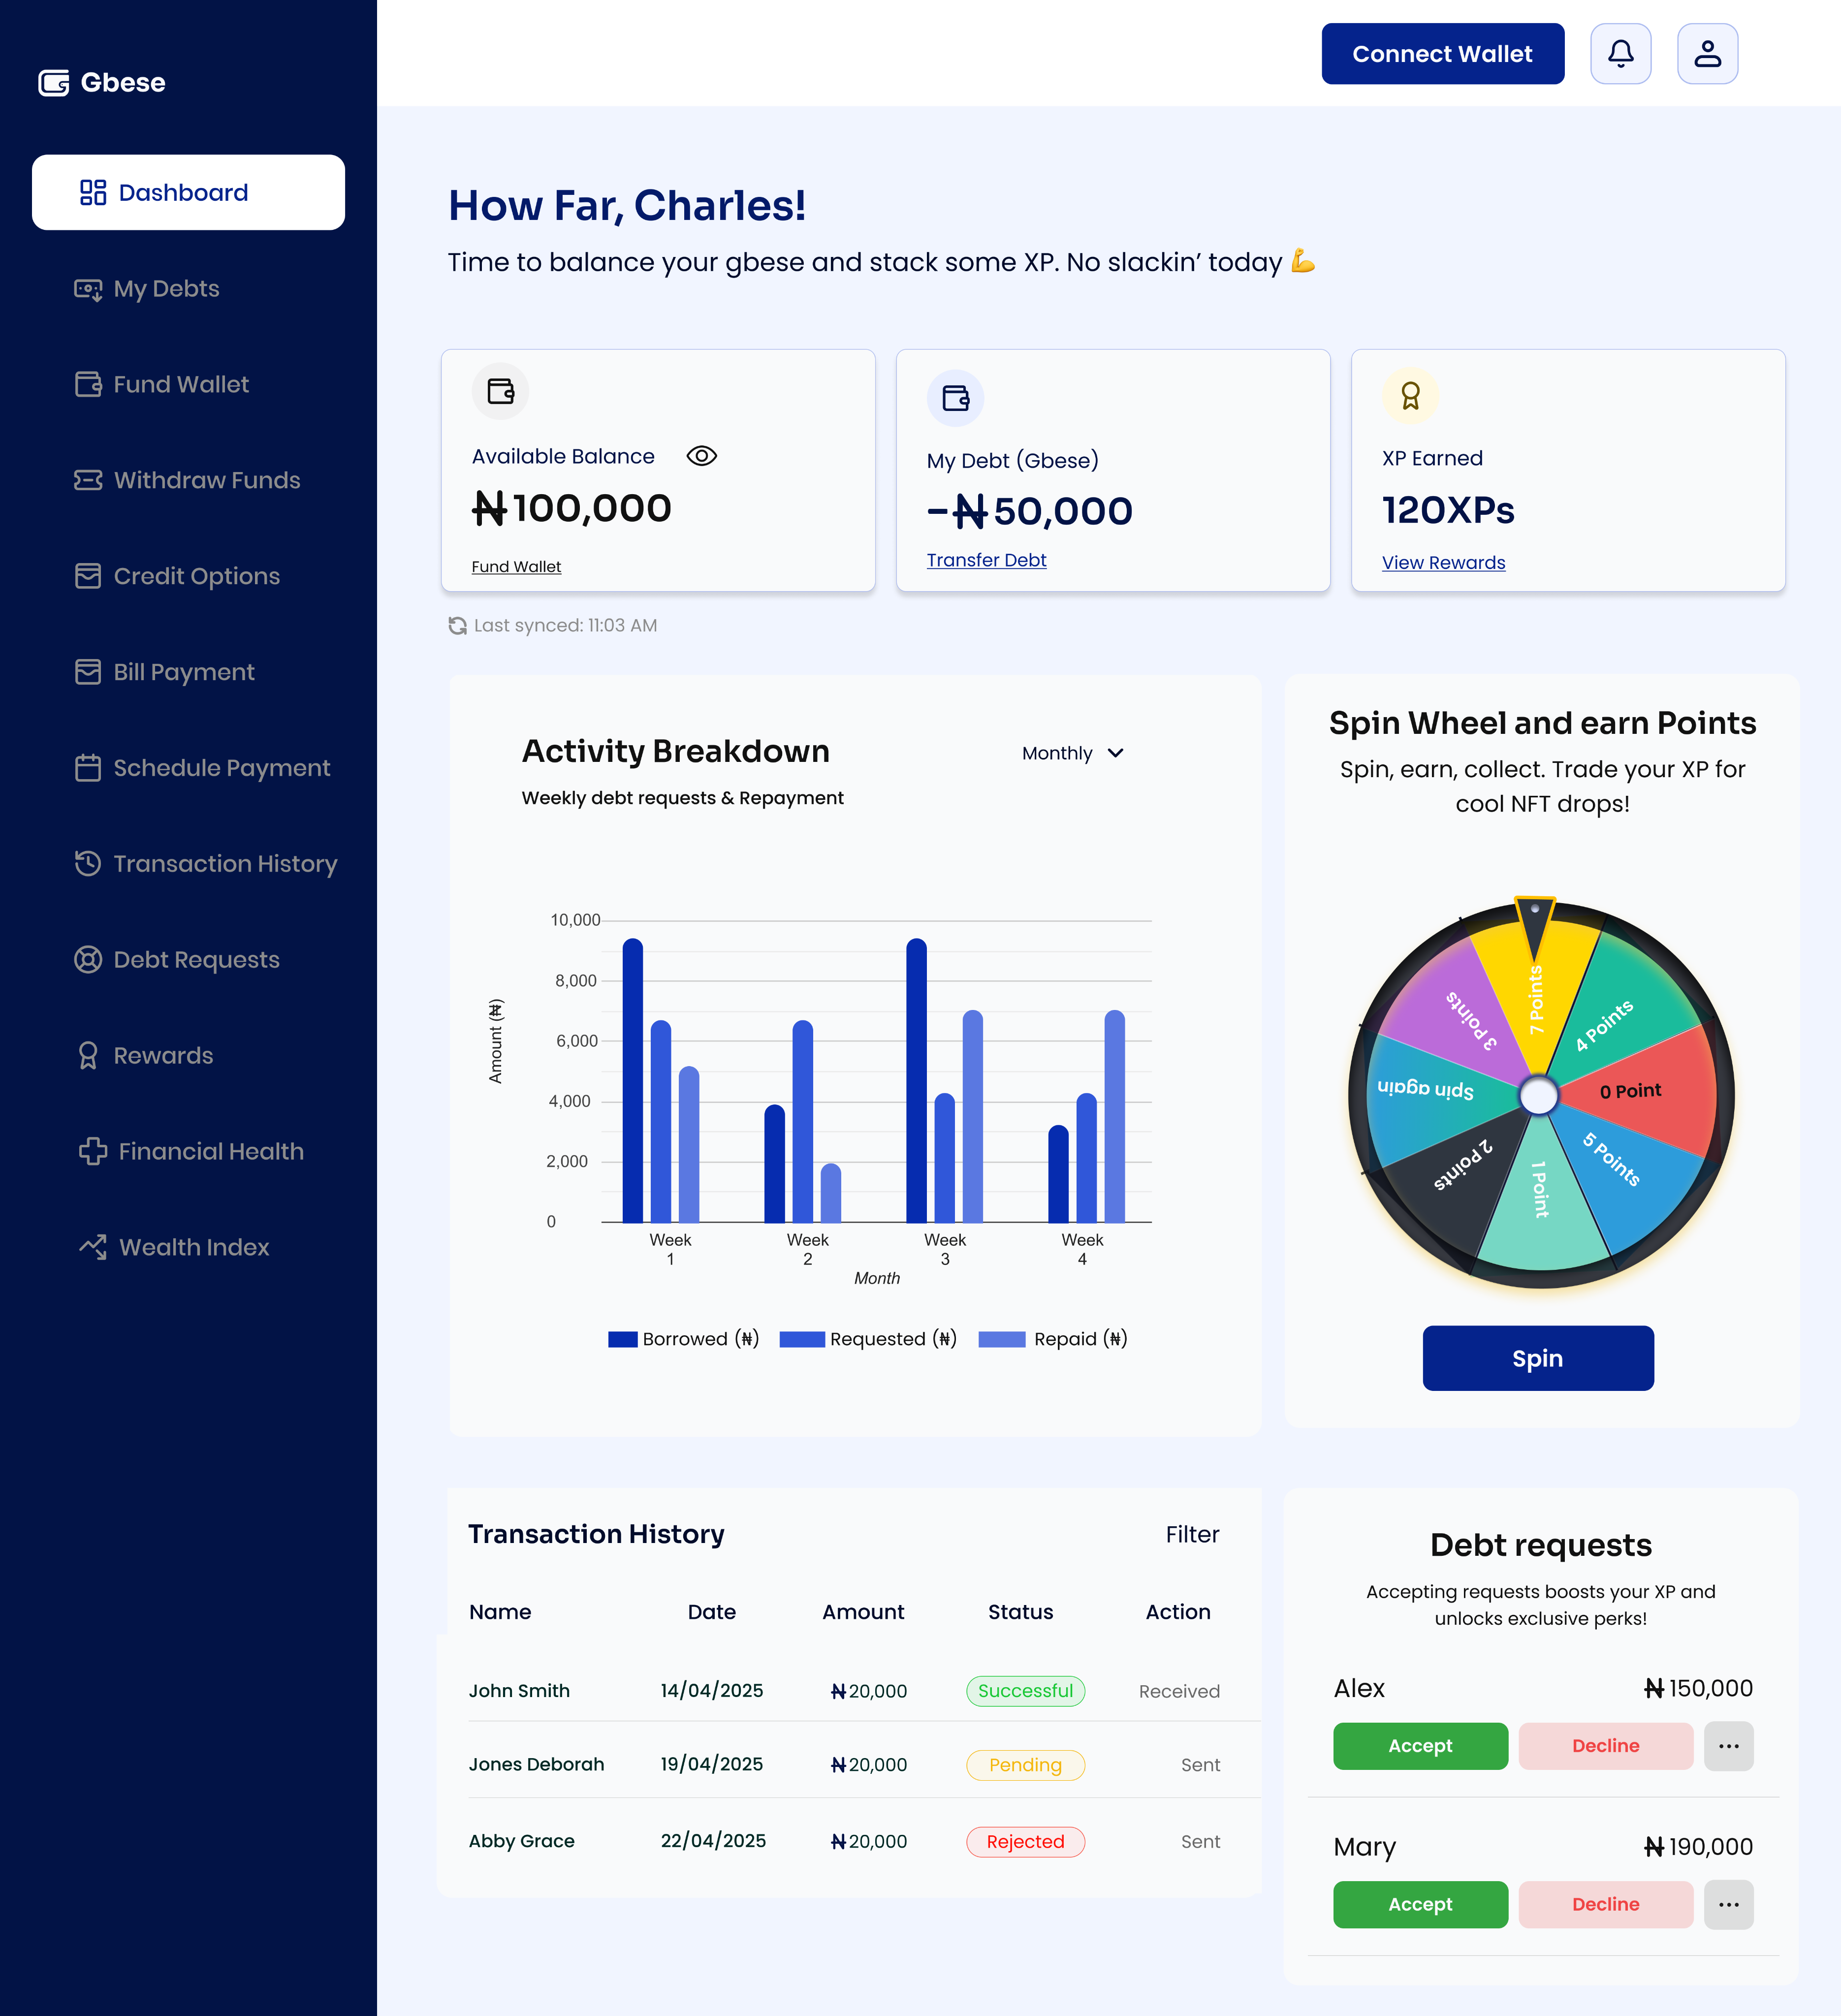 Gbese
Dashboard
My Debts
Fund Wallet
Withdraw Funds
Credit Options
Bill Payment
Schedule Payment
Transaction History
Debt Requests
Rewards
Financial Health
Wealth Index
Connect Wallet
How Far, Charles!
Time to balance your gbese and stack some XP. No slackin’ today 💪
Available Balance
₦100,000
Fund Wallet
My Debt (Gbese)
-₦50,000
Transfer Debt
XP Earned
120XPs
View Rewards
Last synced: 11:03 AM
Activity Breakdown
Monthly
Weekly debt requests & Repayment
Amount (₦)
10,000
8,000
6,000
4,000
2,000
0
Week
1
Week
2
Week
3
Week
4
Month
Borrowed (₦)
Requested (₦)
Repaid (₦)
Spin Wheel and earn Points
Spin, earn, collect. Trade your XP for
cool NFT drops!
7 Points
4 Points
0 Point
5 Points
1 Point
2 Points
Spin again
3 Points
Spin
Transaction History
Filter
Name Date Amount Status Action
John Smith 14/04/2025 ₦20,000 Successful Received
Jones Deborah 19/04/2025 ₦20,000 Pending Sent
Abby Grace 22/04/2025 ₦20,000 Rejected Sent
Debt requests
Accepting requests boosts your XP and
unlocks exclusive perks!
Alex ₦150,000
Accept Decline ...
Mary ₦190,000
Accept Decline ...